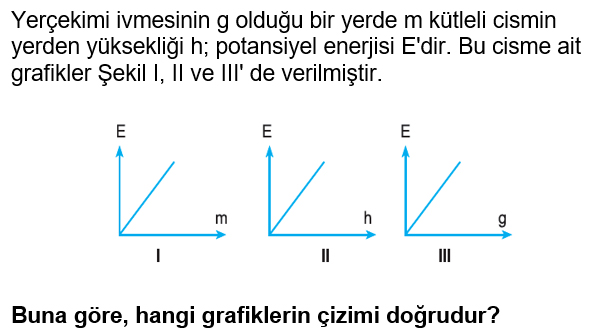 Yerçekimi ivmesinin g olduğu bir yerde m kütleli cismin
yerden yüksekliği h; potansiyel enerjisi E'dir. Bu cisme ait
grafikler Şekil I, II ve III' de verilmiştir.
E E E
m h g
I II III
Buna göre, hangi grafiklerin çizimi doğrudur?